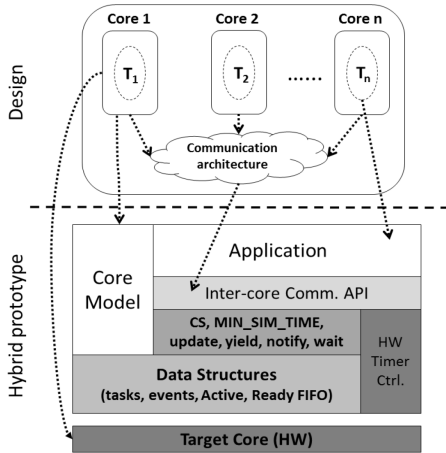 Core 1
Core 2
Core n
T1
T2
......
Tn
Communication
architecture
Design
Hybrid prototype
Core
Model
Application
Inter-core Comm. API
CS, MIN_SIM_TIME,
update, yield, notify, wait
HW
Timer
Ctrl.
Data Structures
(tasks, events, Active, Ready FIFO)
Target Core (HW)